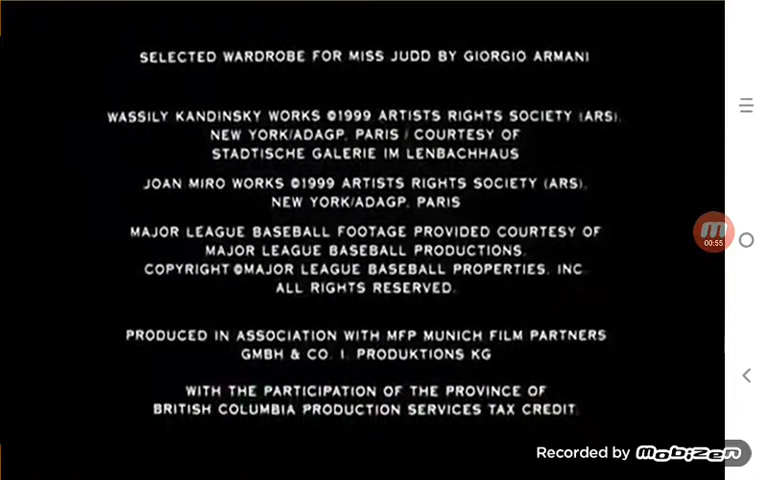 SELECTED WARDROBE FOR MISS JUDD BY GIORGIO ARMANI
WASSILY KANDINSKY WORKS ©1999 ARTISTS RIGHTS SOCIETY (ARS),
NEW YORK/ADAGP, PARIS / COURTESY OF
STADTISCHE GALERIE IM LENBACHHAUS
JOAN MIRO WORKS ©1999 ARTISTS RIGHTS SOCIETY (ARS),
NEW YORK/ADAGP, PARIS
MAJOR LEAGUE BASEBALL FOOTAGE PROVIDED COURTESY OF
MAJOR LEAGUE BASEBALL PRODUCTIONS.
COPYRIGHT ©MAJOR LEAGUE BASEBALL PROPERTIES, INC.
ALL RIGHTS RESERVED.
00:55
PRODUCED IN ASSOCIATION WITH MFP MUNICH FILM PARTNERS
GMBH & CO. I. PRODUKTIONS KG
WITH THE PARTICIPATION OF THE PROVINCE OF
BRITISH COLUMBIA PRODUCTION SERVICES TAX CREDIT
Recorded by mobizen